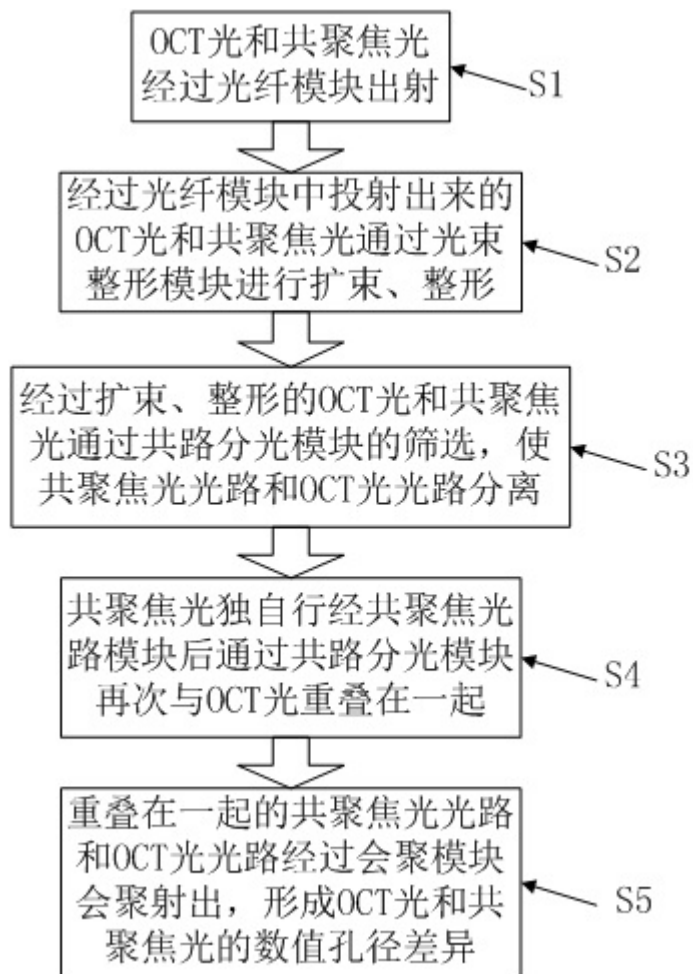 OCT光和共聚焦光
经过光纤模块出射
S1
经过光纤模块中投射出来的
OCT光和共聚焦光通过光束
整形模块进行扩束、整形
S2
经过扩束、整形的OCT光和共聚焦
光通过共路分光模块的筛选，使
共聚焦光光路和OCT光光路分离
S3
共聚焦光独自行经共聚焦光
路模块后通过共路分光模块
再次与OCT光重叠在一起
S4
重叠在一起的共聚焦光光路
和OCT光光路经过会聚模块
会聚射出，形成OCT光和共
聚焦光的数值孔径差异
S5